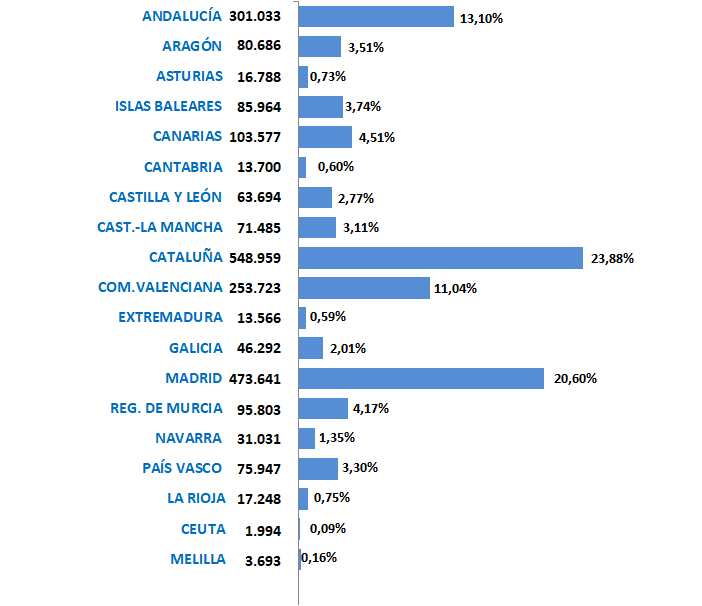 ANDALUCÍA 301.033 13,10%
ARAGÓN 80.686 3,51%
ASTURIAS 16.788 0,73%
ISLAS BALEARES 85.964 3,74%
CANARIAS 103.577 4,51%
CANTABRIA 13.700 0,60%
CASTILLA Y LEÓN 63.694 2,77%
CAST.-LA MANCHA 71.485 3,11%
CATALUÑA 548.959 23,88%
COM.VALENCIANA 253.723 11,04%
EXTREMADURA 13.566 0,59%
GALICIA 46.292 2,01%
MADRID 473.641 20,60%
REG. DE MURCIA 95.803 4,17%
NAVARRA 31.031 1,35%
PAÍS VASCO 75.947 3,30%
LA RIOJA 17.248 0,75%
CEUTA 1.994 0,09%
MELILLA 3.693 0,16%